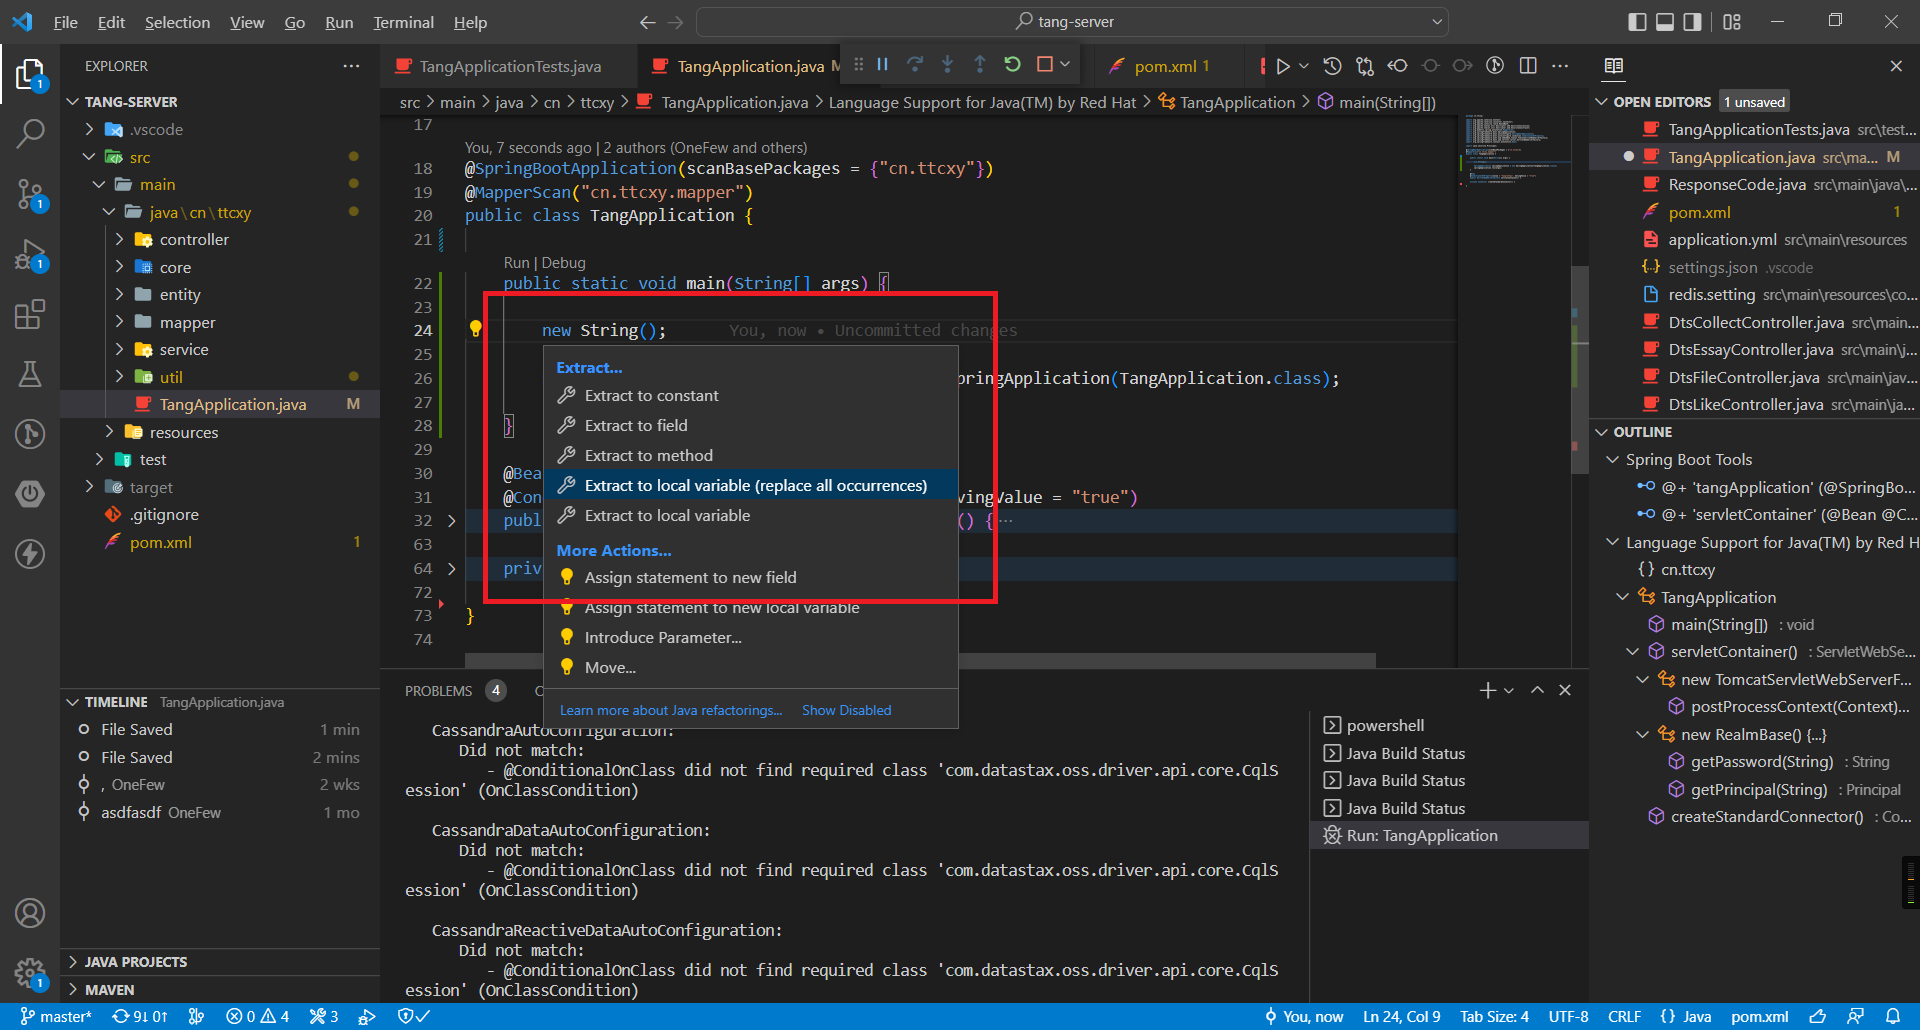 File Edit Selection View Go Run Terminal Help
tang-server
EXPLORER
TANG-SERVER
.vscode
src
main
java\cn\ttcxy
controller
core
entity
mapper
service
util
TangApplication.java M
resources
test
target
.gitignore
pom.xml 1
TIMELINE TangApplication.java
File Saved 1 min
File Saved 2 mins
, OneFew 2 wks
asdfasdf OneFew 1 mo
JAVA PROJECTS
MAVEN
TangApplicationTests.java
TangApplication.java M
pom.xml 1
src > main > java > cn > ttcxy > TangApplication.java > Language Support for Java(TM) by Red Hat > TangApplication > main(String[])
17
You, 7 seconds ago | 2 authors (OneFew and others)
18 @SpringBootApplication(scanBasePackages = {"cn.ttcxy"})
19 @MapperScan("cn.ttcxy.mapper")
20 public class TangApplication {
21
Run | Debug
22 public static void main(String[] args) {
23
24 new String(); You, now • Uncommitted changes
25
26 pringApplication(TangApplication.class);
27
28 }
29
30 @Bea
31 @Con vingValue = "true")
32 publ () {…
63
64 priv
72
73 }
74
Extract...
Extract to constant
Extract to field
Extract to method
Extract to local variable (replace all occurrences)
Extract to local variable
More Actions...
Assign statement to new field
Assign statement to new local variable
Introduce Parameter...
Move...
Learn more about Java refactorings... Show Disabled
PROBLEMS 4
CassandraAutoConfiguration:
Did not match:
- @ConditionalOnClass did not find required class 'com.datastax.oss.driver.api.core.CqlS
ession' (OnClassCondition)
CassandraDataAutoConfiguration:
Did not match:
- @ConditionalOnClass did not find required class 'com.datastax.oss.driver.api.core.CqlS
ession' (OnClassCondition)
CassandraReactiveDataAutoConfiguration:
Did not match:
- @ConditionalOnClass did not find required class 'com.datastax.oss.driver.api.core.CqlS
ession' (OnClassCondition)
powershell
Java Build Status
Java Build Status
Java Build Status
Run: TangApplication
OPEN EDITORS 1 unsaved
TangApplicationTests.java src\test...
TangApplication.java src\ma... M
ResponseCode.java src\main\java\...
pom.xml 1
application.yml src\main\resources
settings.json .vscode
redis.setting src\main\resources\co...
DtsCollectController.java src\main...
DtsEssayController.java src\main\j...
DtsFileController.java src\main\jav...
DtsLikeController.java src\main\ja...
OUTLINE
Spring Boot Tools
@+ 'tangApplication' (@SpringBo...
@+ 'servletContainer' (@Bean @C...
Language Support for Java(TM) by Red H
{} cn.ttcxy
TangApplication
main(String[]) : void
servletContainer() : ServletWebSe...
new TomcatServletWebServerF...
postProcessContext(Context)...
new RealmBase() {...}
getPassword(String) : String
getPrincipal(String) : Principal
createStandardConnector() : Co...
1
1
1
1
master* 9↓ 0↑ 0 4 3
You, now Ln 24, Col 9 Tab Size: 4 UTF-8 CRLF {} Java pom.xml